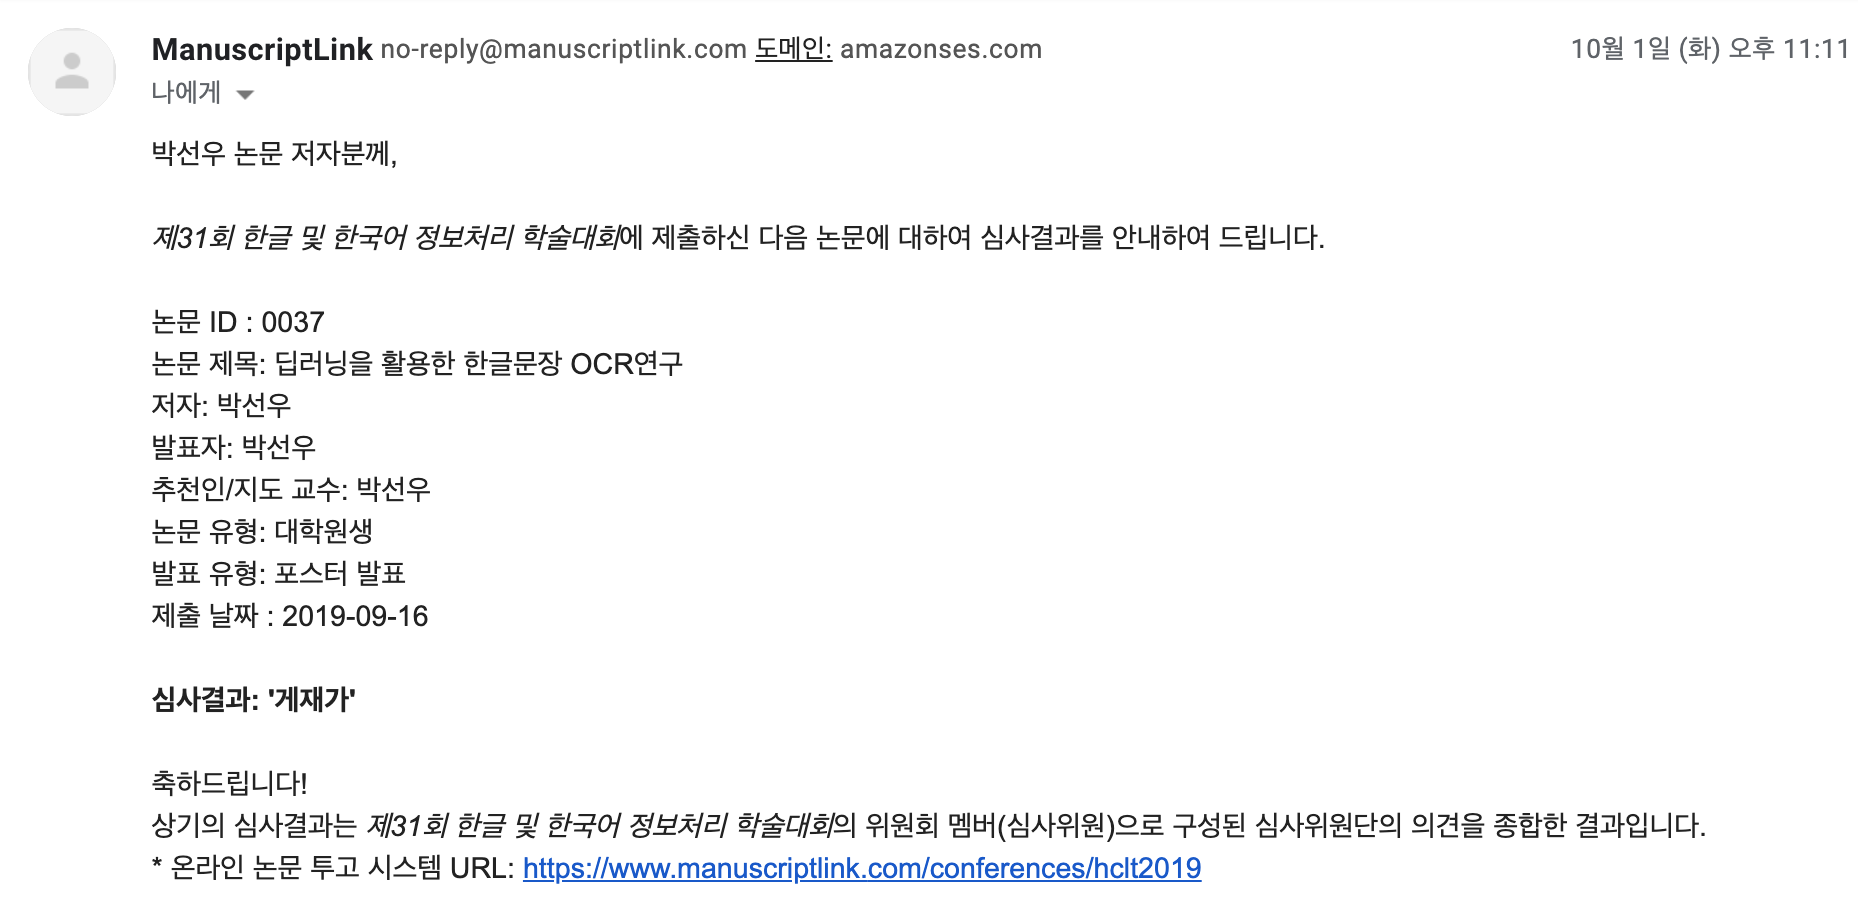 ManuscriptLink no-reply@manuscriptlink.com 도메인: amazonses.com 10월 1일 (화) 오후 11:11
나에게
박선우 논문 저자분께,
제31회 한글 및 한국어 정보처리 학술대회에 제출하신 다음 논문에 대하여 심사결과를 안내하여 드립니다.
논문 ID : 0037
논문 제목: 딥러닝을 활용한 한글문장 OCR연구
저자: 박선우
발표자: 박선우
추천인/지도 교수: 박선우
논문 유형: 대학원생
발표 유형: 포스터 발표
제출 날짜 : 2019-09-16
심사결과: '게재가'
축하드립니다!
상기의 심사결과는 제31회 한글 및 한국어 정보처리 학술대회의 위원회 멤버(심사위원)으로 구성된 심사위원단의 의견을 종합한 결과입니다.
* 온라인 논문 투고 시스템 URL: https://www.manuscriptlink.com/conferences/hclt2019